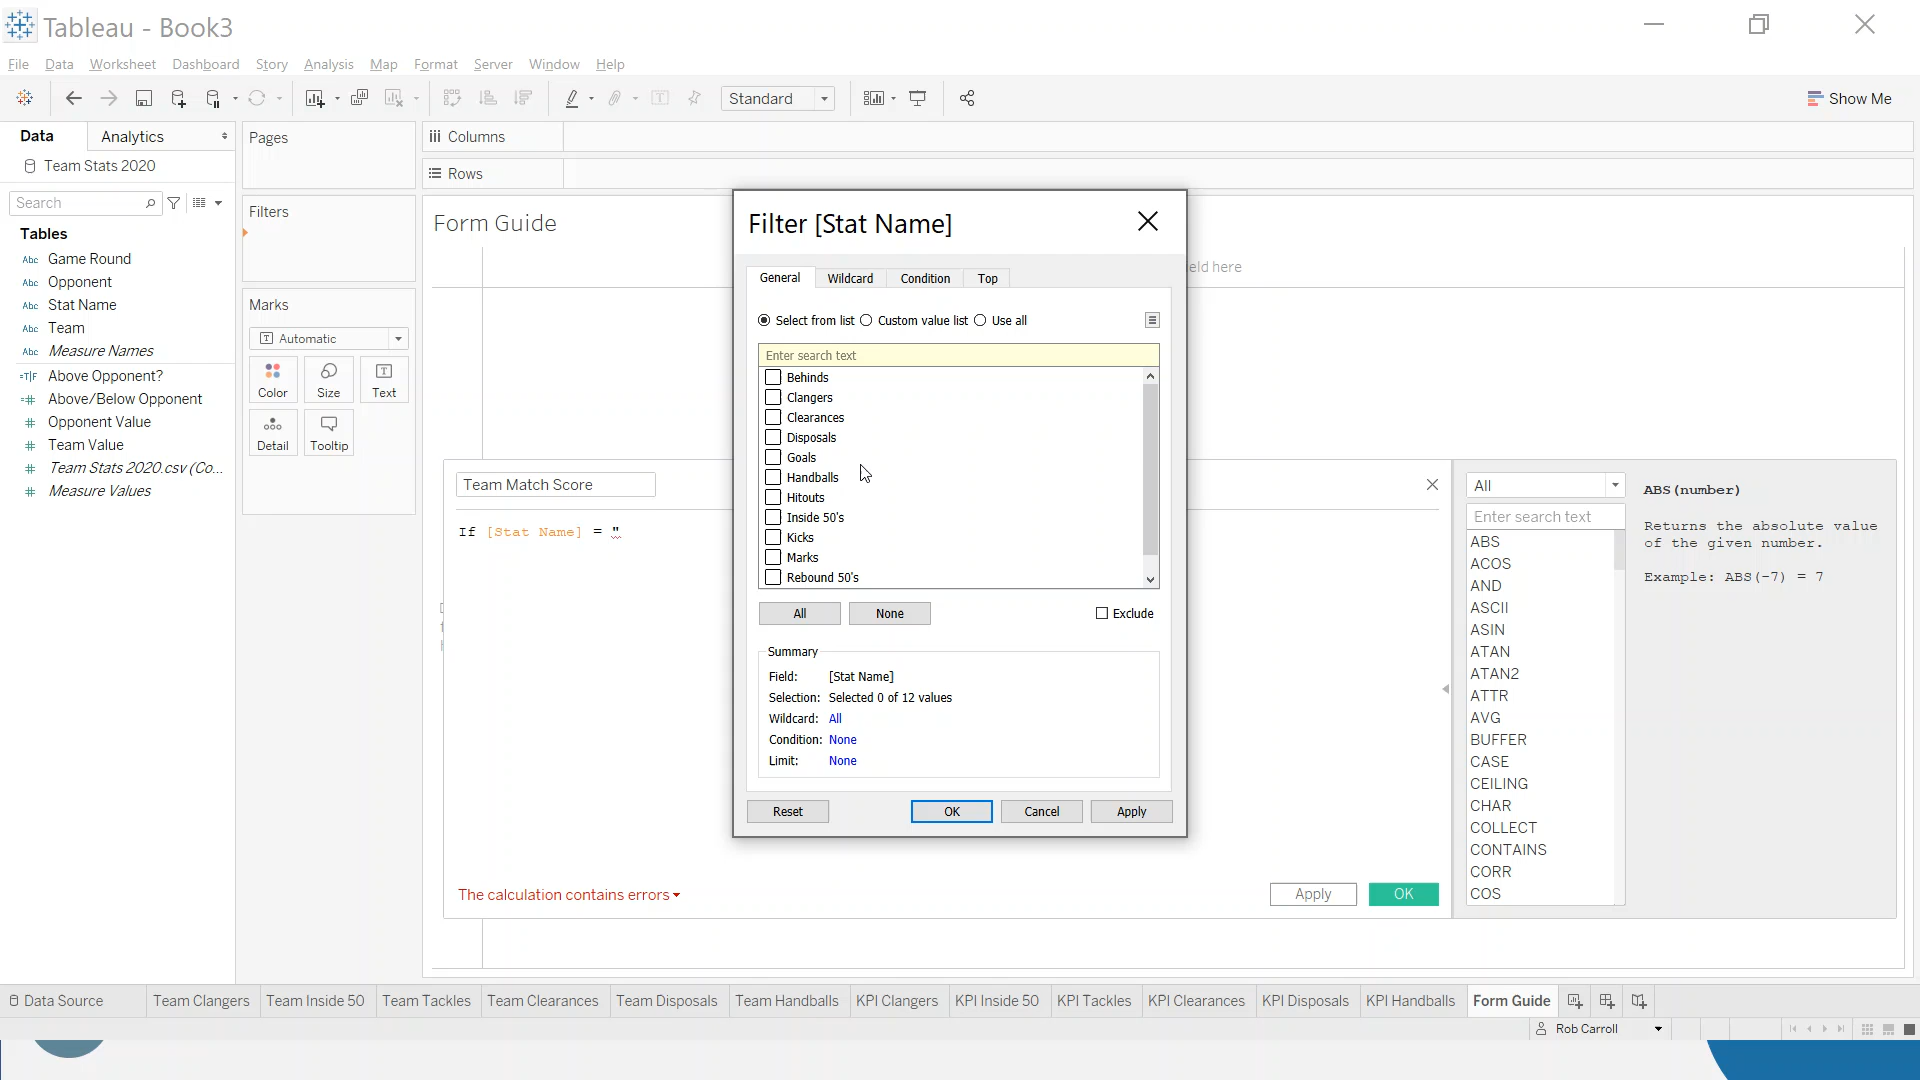 Tableau - Book3
File Data Worksheet Dashboard Story Analysis Map Format Server Window Help
Standard
Show Me
Data Analytics
Team Stats 2020
Search
Tables
Abc Game Round
Abc Opponent
Abc Stat Name
Abc Team
Abc Measure Names
=T|F Above Opponent?
=# Above/Below Opponent
# Opponent Value
# Team Value
# Team Stats 2020.csv (Co...
# Measure Values
Pages
Filters
Marks
Automatic
Color Size Text
Detail Tooltip
Columns
Rows
Form Guide
eld here
Filter [Stat Name]
General Wildcard Condition Top
Select from list Custom value list Use all
Enter search text
Behinds
Clangers
Clearances
Disposals
Goals
Handballs
Hitouts
Inside 50's
Kicks
Marks
Rebound 50's
All None Exclude
Summary
Field: [Stat Name]
Selection: Selected 0 of 12 values
Wildcard: All
Condition: None
Limit: None
Reset OK Cancel Apply
Team Match Score
If [Stat Name] = "
The calculation contains errors
Apply OK
All
Enter search text
ABS
ACOS
AND
ASCII
ASIN
ATAN
ATAN2
ATTR
AVG
BUFFER
CASE
CEILING
CHAR
COLLECT
CONTAINS
CORR
COS
ABS(number)
Returns the absolute value
of the given number.
Example: ABS(-7) = 7
Data Source Team Clangers Team Inside 50 Team Tackles Team Clearances Team Disposals Team Handballs KPI Clangers KPI Inside 50 KPI Tackles KPI Clearances KPI Disposals KPI Handballs Form Guide
Rob Carroll